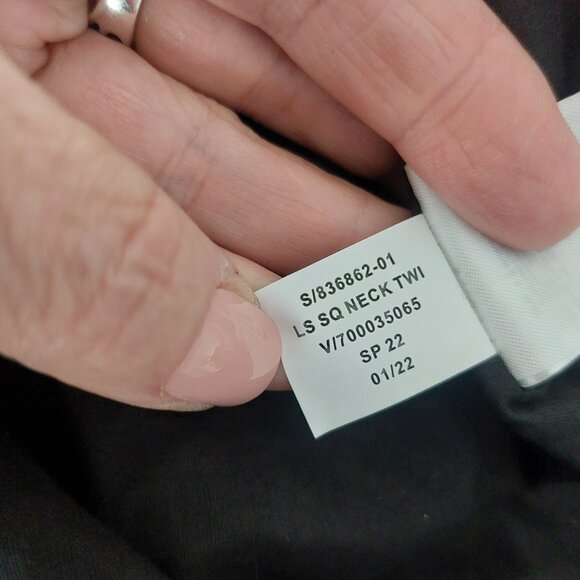 S/836862-01
LS SQ NECK TWI
V/700035065
SP 22
01/22